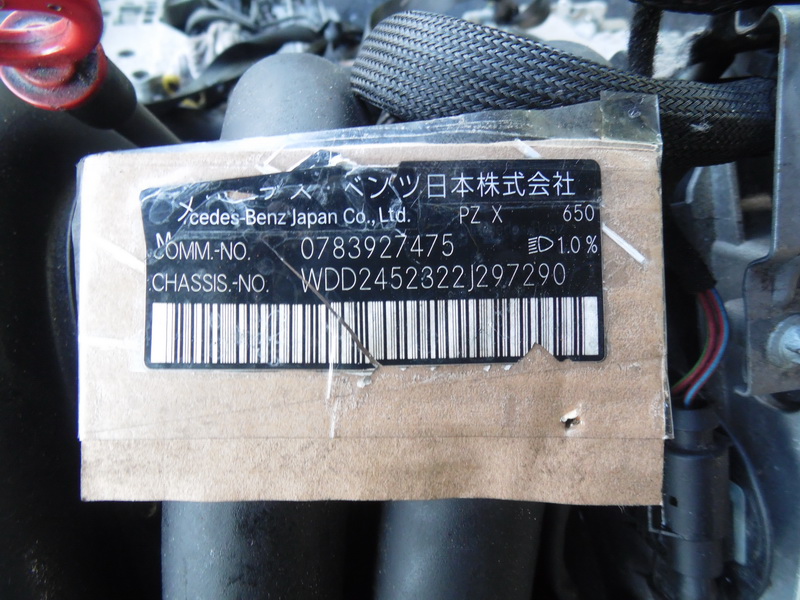 ベンツ日本株式会社
cedes-Benz Japan Co., Ltd. PZ X 650
COMM.-NO. 0783927475 1.0 %
CHASSIS.-NO. WDD2452322J297290